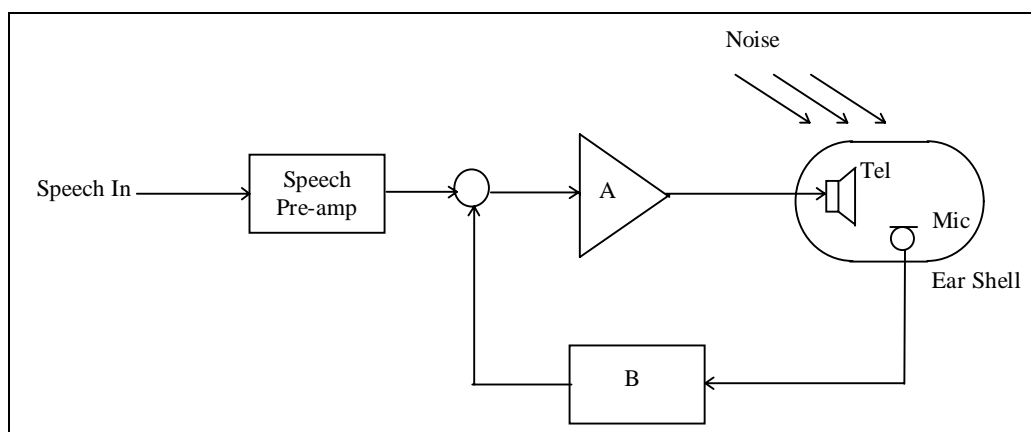 Noise
Speech In
Speech
Pre-amp
A
Tel
Mic
Ear Shell
B